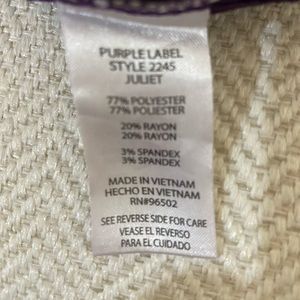 PURPLE LABEL
STYLE 2245
JULIET
77% POLYESTER
77% POLIESTER
20% RAYON
20% RAYON
3% SPANDEX
3% SPANDEX
MADE IN VIETNAM
HECHO EN VIETNAM
RN#96502
SEE REVERSE SIDE FOR CARE
VEASE EL REVERSO
PARA EL CUIDADO